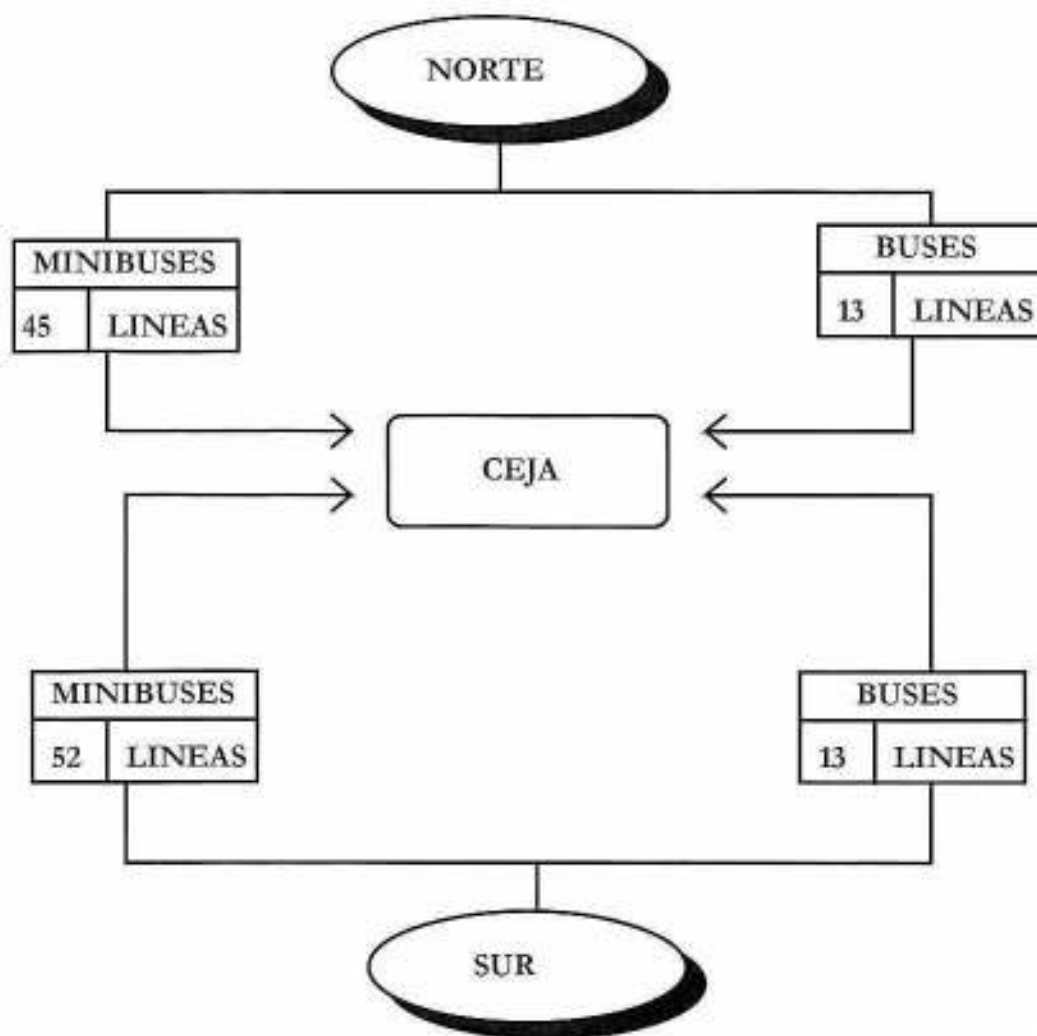 NORTE
MINIBUSES
45 LINEAS
BUSES
13 LINEAS
CEJA
MINIBUSES
52 LINEAS
BUSES
13 LINEAS
SUR